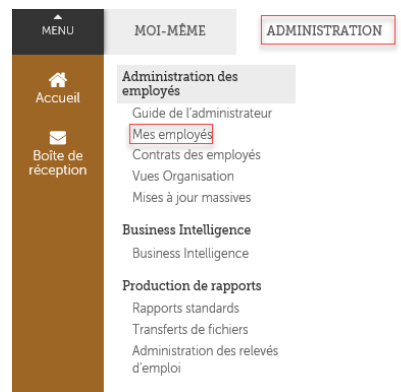 MENU
MOI-MÊME
ADMINISTRATION
Accueil
Boîte de
réception
Administration des
employés
Guide de l'administrateur
Mes employés
Contrats des employés
Vues Organisation
Mises à jour massives
Business Intelligence
Business Intelligence
Production de rapports
Rapports standards
Transferts de fichiers
Administration des relevés
d'emploi